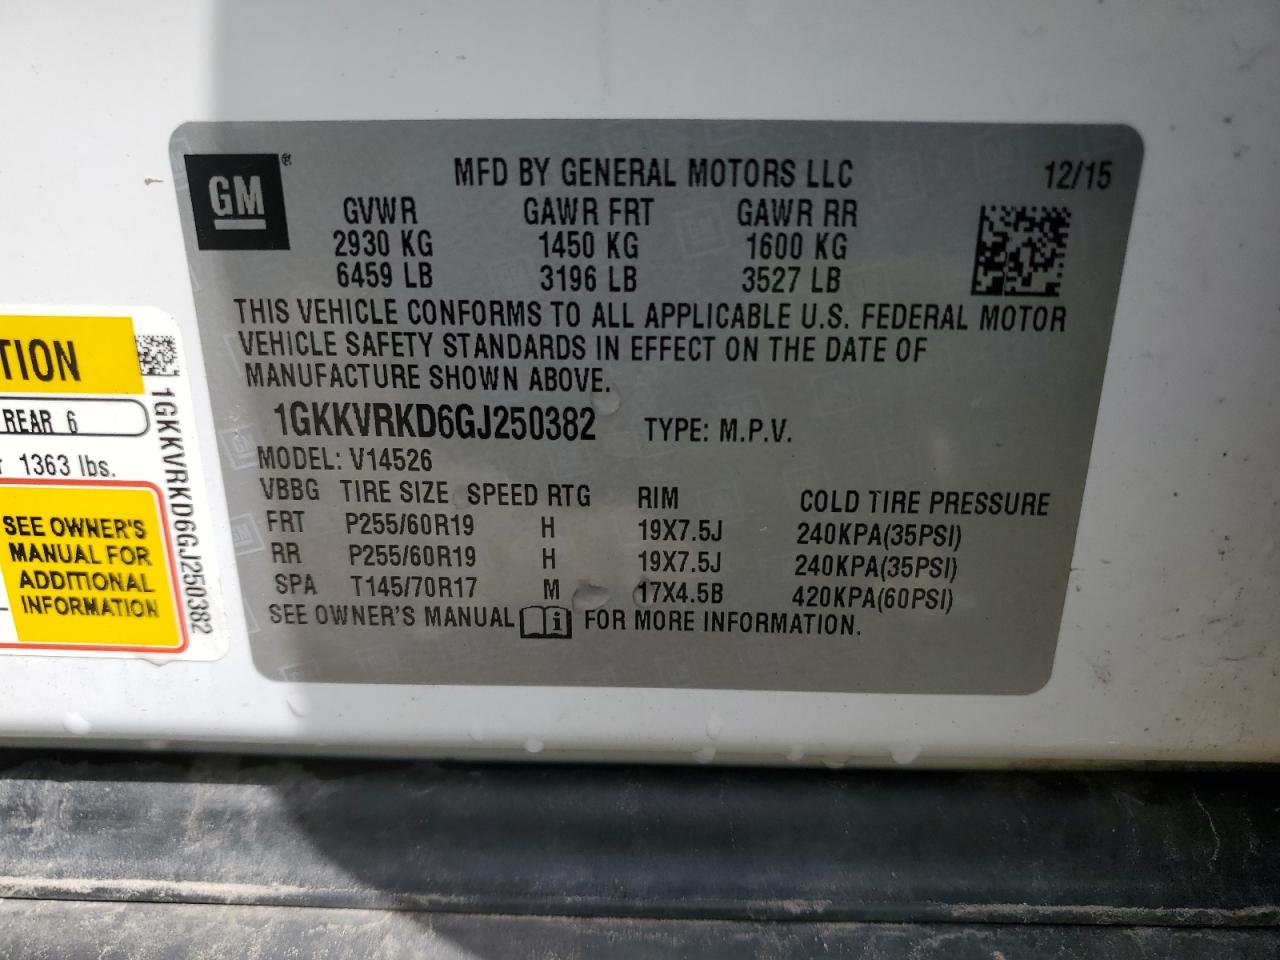 GM ®
MFD BY GENERAL MOTORS LLC 12/15
GVWR GAWR FRT GAWR RR
2930 KG 1450 KG 1600 KG
6459 LB 3196 LB 3527 LB
THIS VEHICLE CONFORMS TO ALL APPLICABLE U.S. FEDERAL MOTOR
VEHICLE SAFETY STANDARDS IN EFFECT ON THE DATE OF
MANUFACTURE SHOWN ABOVE.
1GKKVRKD6GJ250382 TYPE: M.P.V.
MODEL: V14526
VBBG TIRE SIZE SPEED RTG RIM COLD TIRE PRESSURE
FRT P255/60R19 H 19X7.5J 240KPA(35PSI)
RR P255/60R19 H 19X7.5J 240KPA(35PSI)
SPA T145/70R17 M 17X4.5B 420KPA(60PSI)
SEE OWNER'S MANUAL i FOR MORE INFORMATION.
REAR 6
1363 lbs.
SEE OWNER'S
MANUAL FOR
ADDITIONAL
INFORMATION
1GKKVRKD6GJ250382